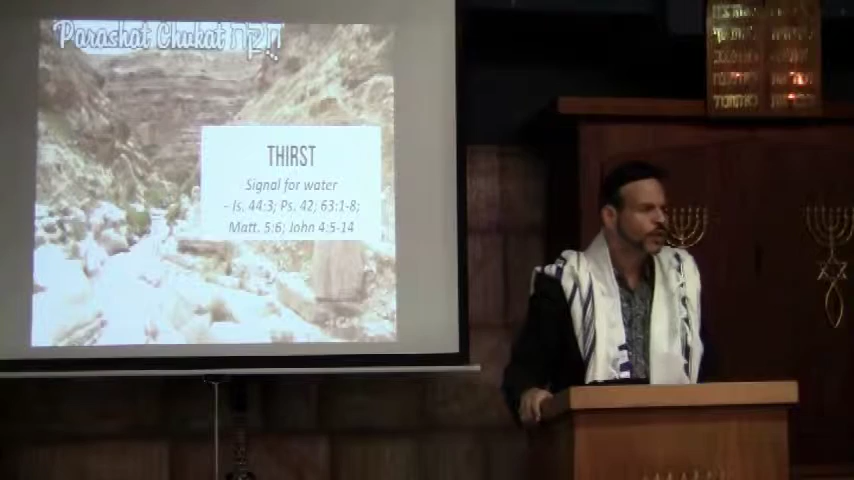 Parashat Chukat חֻקַּת
THIRST
Signal for water
- Is. 44:3; Ps. 42; 63:1-8;
Matt. 5:6; John 4:5-14